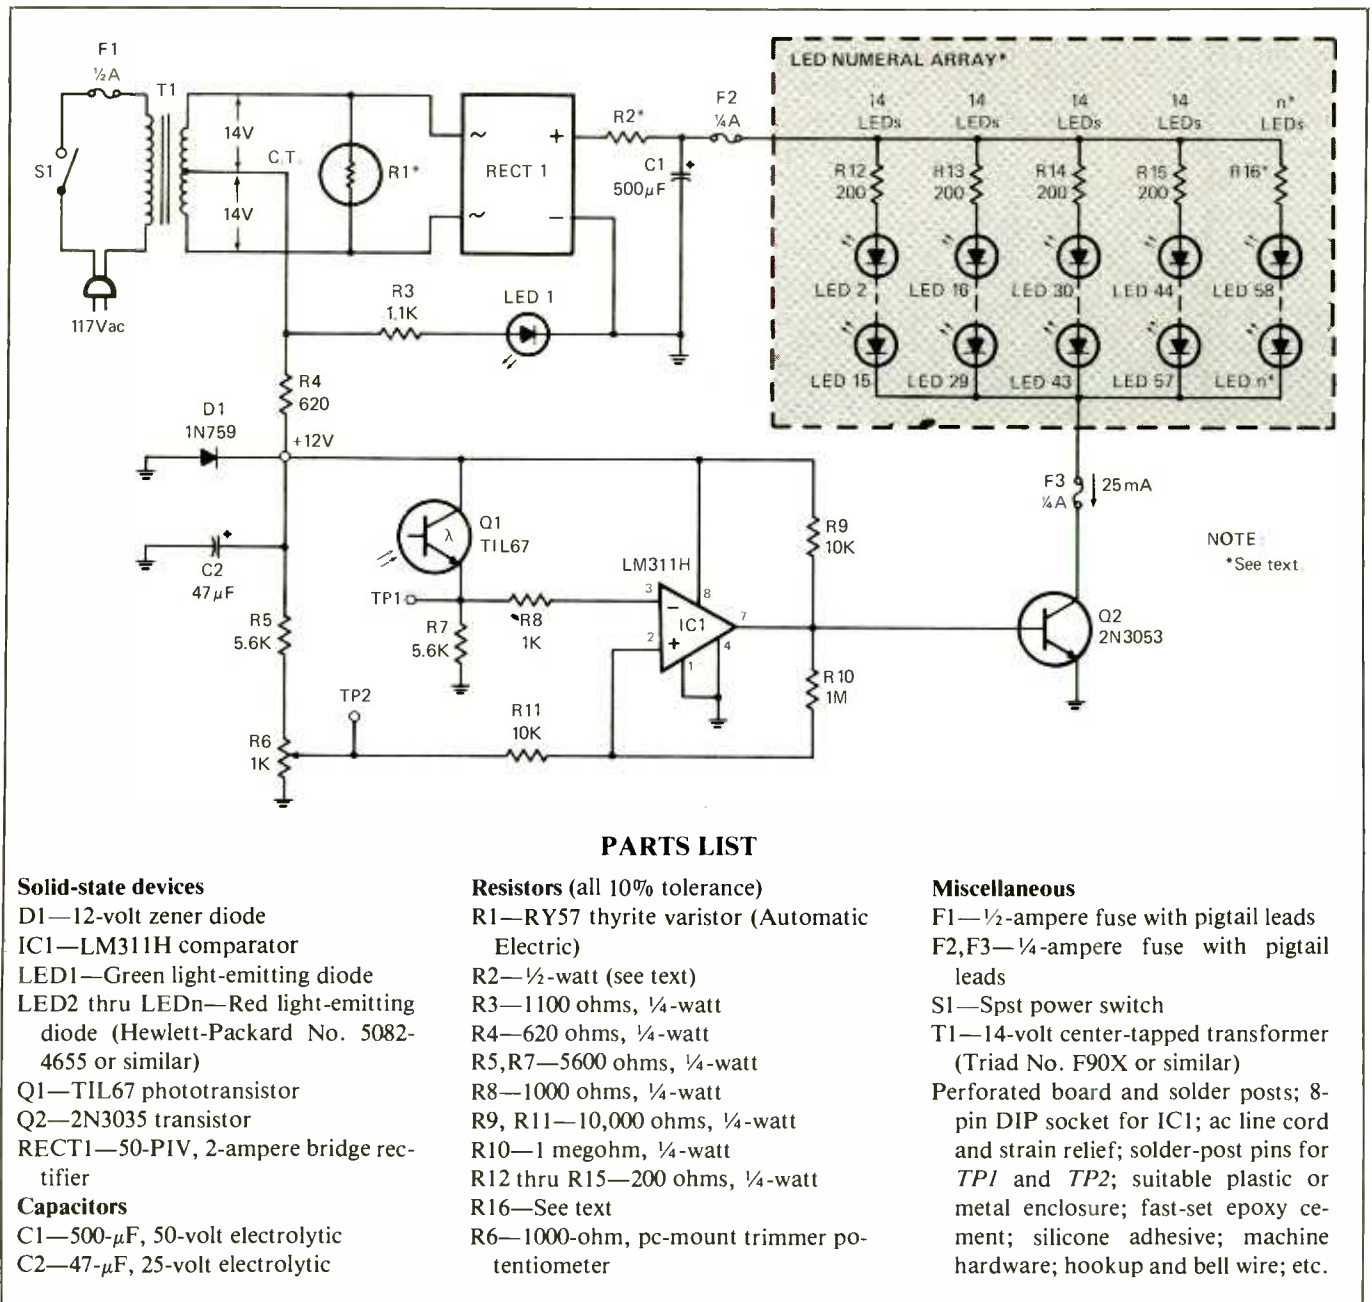 F1
½A
T1
S1
117Vac
14V
C.T.
14V
R1*
~
~
RECT 1
+
−
R2*
C1
500μF
F2
¼A
R3
1.1K
LED 1
LED NUMERAL ARRAY*
14 LEDs
14 LEDs
14 LEDs
14 LEDs
n* LEDs
R12 200
R13 200
R14 200
R15 200
R16*
LED 2
LED 16
LED 30
LED 44
LED 58
LED 15
LED 29
LED 43
LED 57
LED n*
R4
620
D1
1N759
+12V
C2
47μF
Q1
TIL67
λ
TP1
R7
5.6K
R8
1K
LM311H
3
2
8
−
+
IC1
7
4
1
R9
10K
R10
1M
F3
¼A
25mA
NOTE
*See text
Q2
2N3053
R5
5.6K
R6
1K
TP2
R11
10K
PARTS LIST
Solid-state devices
D1—12-volt zener diode
IC1—LM311H comparator
LED1—Green light-emitting diode
LED2 thru LEDn—Red light-emitting
diode (Hewlett-Packard No. 5082-
4655 or similar)
Q1—TIL67 phototransistor
Q2—2N3035 transistor
RECT1—50-PIV, 2-ampere bridge rec-
tifier
Capacitors
C1—500-μF, 50-volt electrolytic
C2—47-μF, 25-volt electrolytic
Resistors (all 10% tolerance)
R1—RY57 thyrite varistor (Automatic
Electric)
R2—½-watt (see text)
R3—1100 ohms, ¼-watt
R4—620 ohms, ¼-watt
R5,R7—5600 ohms, ¼-watt
R8—1000 ohms, ¼-watt
R9, R11—10,000 ohms, ¼-watt
R10—1 megohm, ¼-watt
R12 thru R15—200 ohms, ¼-watt
R16—See text
R6—1000-ohm, pc-mount trimmer po-
tentiometer
Miscellaneous
F1—½-ampere fuse with pigtail leads
F2,F3—¼-ampere fuse with pigtail
leads
S1—Spst power switch
T1—14-volt center-tapped transformer
(Triad No. F90X or similar)
Perforated board and solder posts; 8-
pin DIP socket for IC1; ac line cord
and strain relief; solder-post pins for
TP1 and TP2; suitable plastic or
metal enclosure; fast-set epoxy ce-
ment; silicone adhesive; machine
hardware; hookup and bell wire; etc.